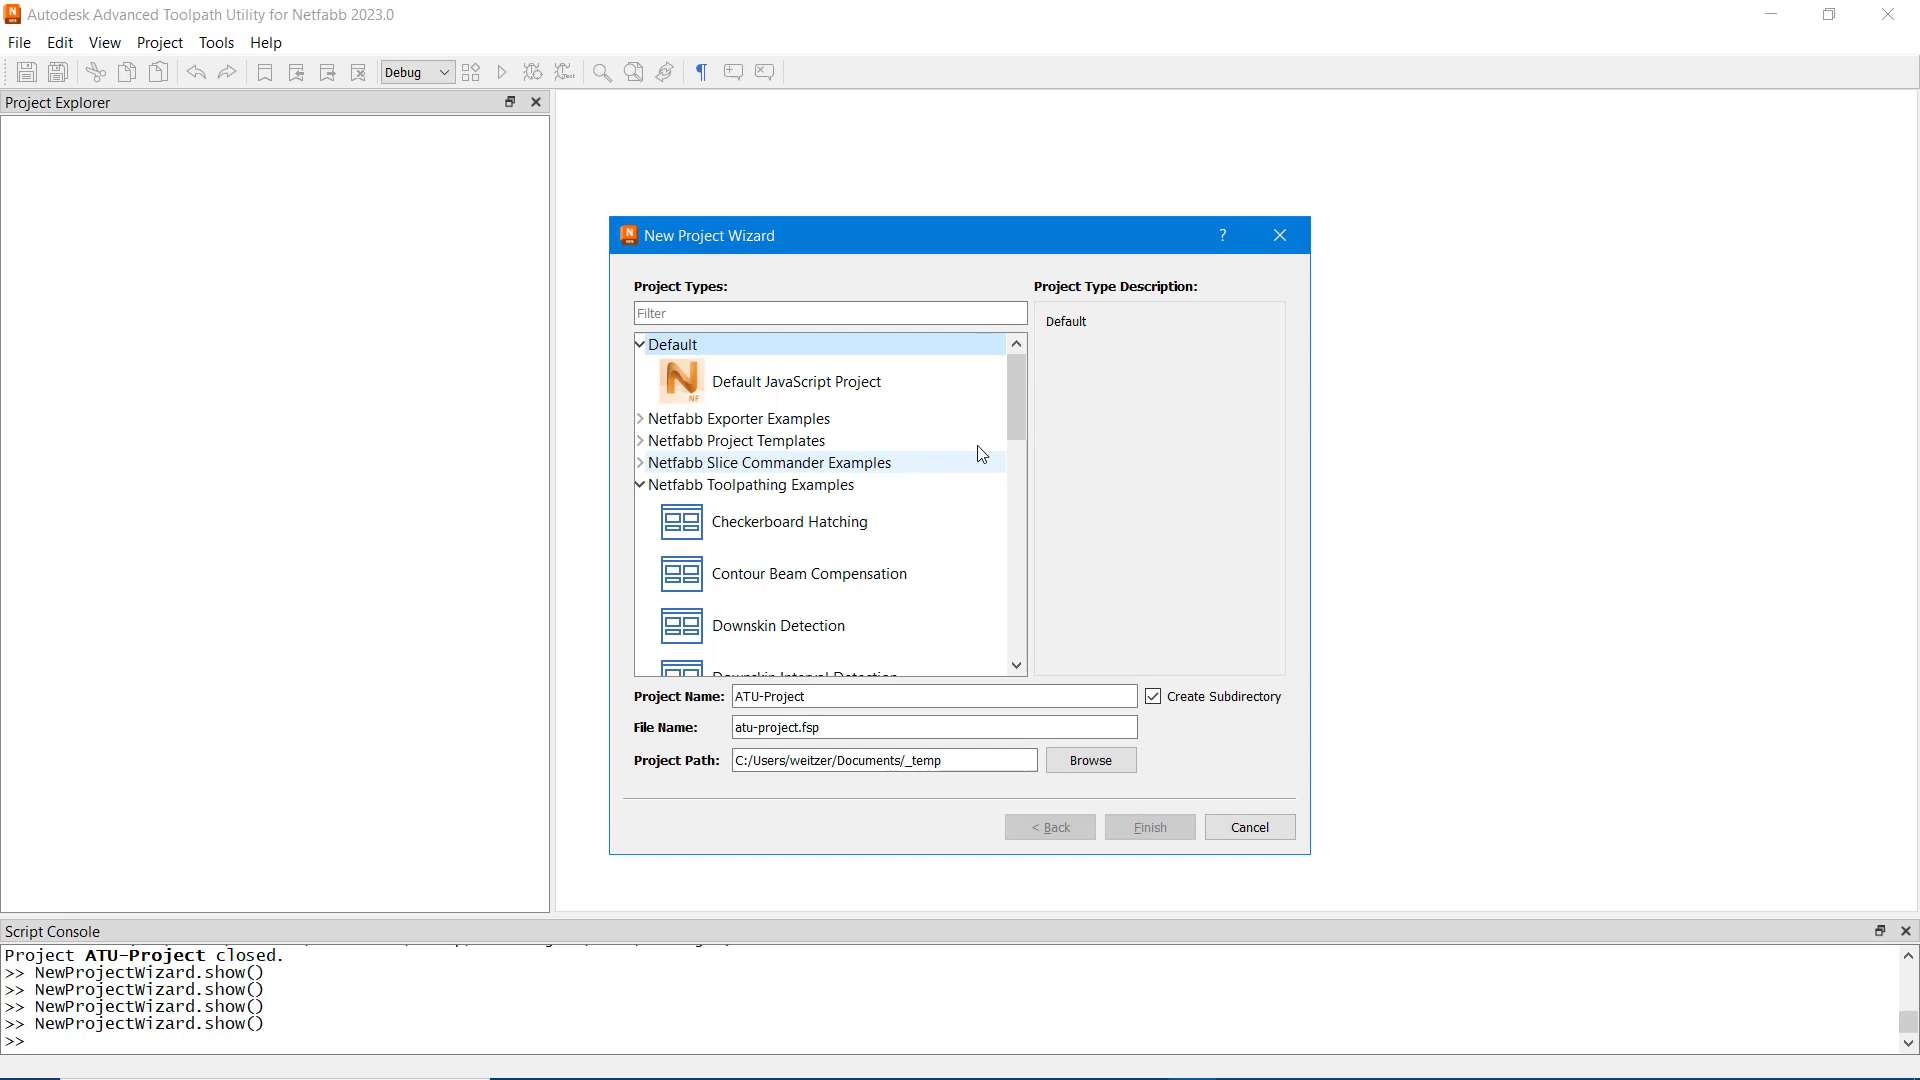 Autodesk Advanced Toolpath Utility for Netfabb 2023.0
File Edit View Project Tools Help
Debug
Project Explorer
New Project Wizard
?
Project Types:
Project Type Description:
Filter
Default
Default
Default JavaScript Project
Netfabb Exporter Examples
Netfabb Project Templates
Netfabb Slice Commander Examples
Netfabb Toolpathing Examples
Checkerboard Hatching
Contour Beam Compensation
Downskin Detection
Downskin Interval Detection
Project Name: ATU-Project
Create Subdirectory
File Name: atu-project.fsp
Project Path: C:/Users/weitzer/Documents/_temp
Browse
< Back
Finish
Cancel
Script Console
Project ATU-Project closed.
>> NewProjectWizard.show()
>> NewProjectWizard.show()
>> NewProjectWizard.show()
>> NewProjectWizard.show()
>>